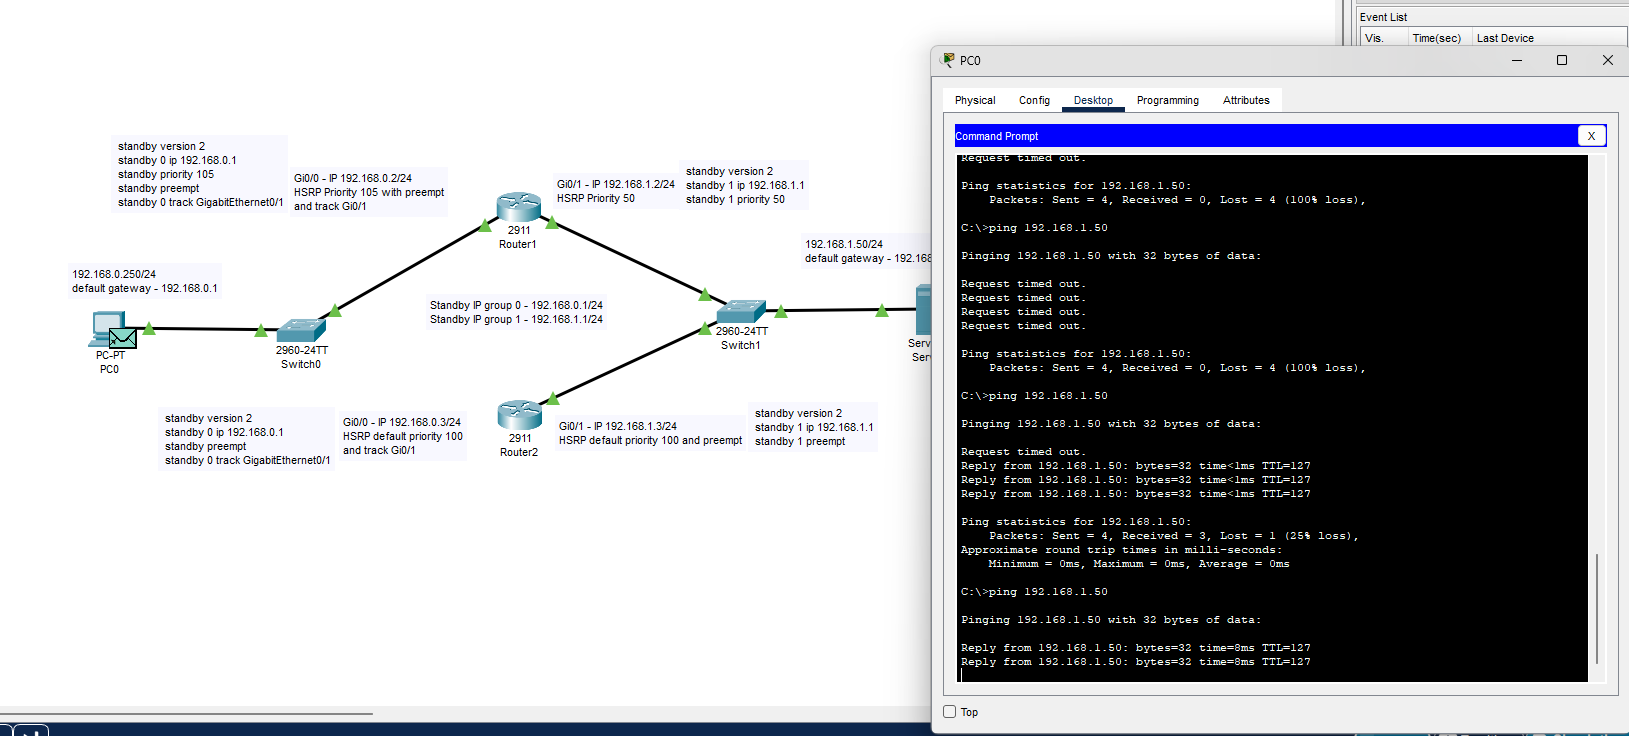 standby version 2
standby 0 ip 192.168.0.1
standby priority 105
standby preempt
standby 0 track GigabitEthernet0/1
Gi0/0 - IP 192.168.0.2/24
HSRP Priority 105 with preempt
and track Gi0/1
2911
Router1
Gi0/1 - IP 192.168.1.2/24
HSRP Priority 50
standby version 2
standby 1 ip 192.168.1.1
standby 1 priority 50
192.168.1.50/24
default gateway - 192.168
192.168.0.250/24
default gateway - 192.168.0.1
Standby IP group 0 - 192.168.0.1/24
Standby IP group 1 - 192.168.1.1/24
PC-PT
PC0
2960-24TT
Switch0
2960-24TT
Switch1
Serv
Ser
standby version 2
standby 0 ip 192.168.0.1
standby preempt
standby 0 track GigabitEthernet0/1
Gi0/0 - IP 192.168.0.3/24
HSRP default priority 100
and track Gi0/1
2911
Router2
Gi0/1 - IP 192.168.1.3/24
HSRP default priority 100 and preempt
standby version 2
standby 1 ip 192.168.1.1
standby 1 preempt
Event List
Vis. Time(sec) Last Device
PC0
Physical Config Desktop Programming Attributes
Command Prompt
X
Request timed out.
Ping statistics for 192.168.1.50:
Packets: Sent = 4, Received = 0, Lost = 4 (100% loss),
C:\>ping 192.168.1.50
Pinging 192.168.1.50 with 32 bytes of data:
Request timed out.
Request timed out.
Request timed out.
Request timed out.
Ping statistics for 192.168.1.50:
Packets: Sent = 4, Received = 0, Lost = 4 (100% loss),
C:\>ping 192.168.1.50
Pinging 192.168.1.50 with 32 bytes of data:
Request timed out.
Reply from 192.168.1.50: bytes=32 time<1ms TTL=127
Reply from 192.168.1.50: bytes=32 time<1ms TTL=127
Reply from 192.168.1.50: bytes=32 time<1ms TTL=127
Ping statistics for 192.168.1.50:
Packets: Sent = 4, Received = 3, Lost = 1 (25% loss),
Approximate round trip times in milli-seconds:
Minimum = 0ms, Maximum = 0ms, Average = 0ms
C:\>ping 192.168.1.50
Pinging 192.168.1.50 with 32 bytes of data:
Reply from 192.168.1.50: bytes=32 time=8ms TTL=127
Reply from 192.168.1.50: bytes=32 time=8ms TTL=127
Top